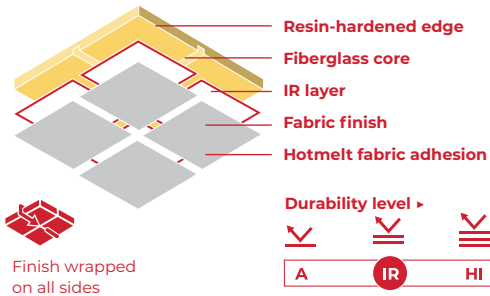 Resin-hardened edge
Fiberglass core
IR layer
Fabric finish
Hotmelt fabric adhesion
Durability level ▸
A IR HI
Finish wrapped
on all sides